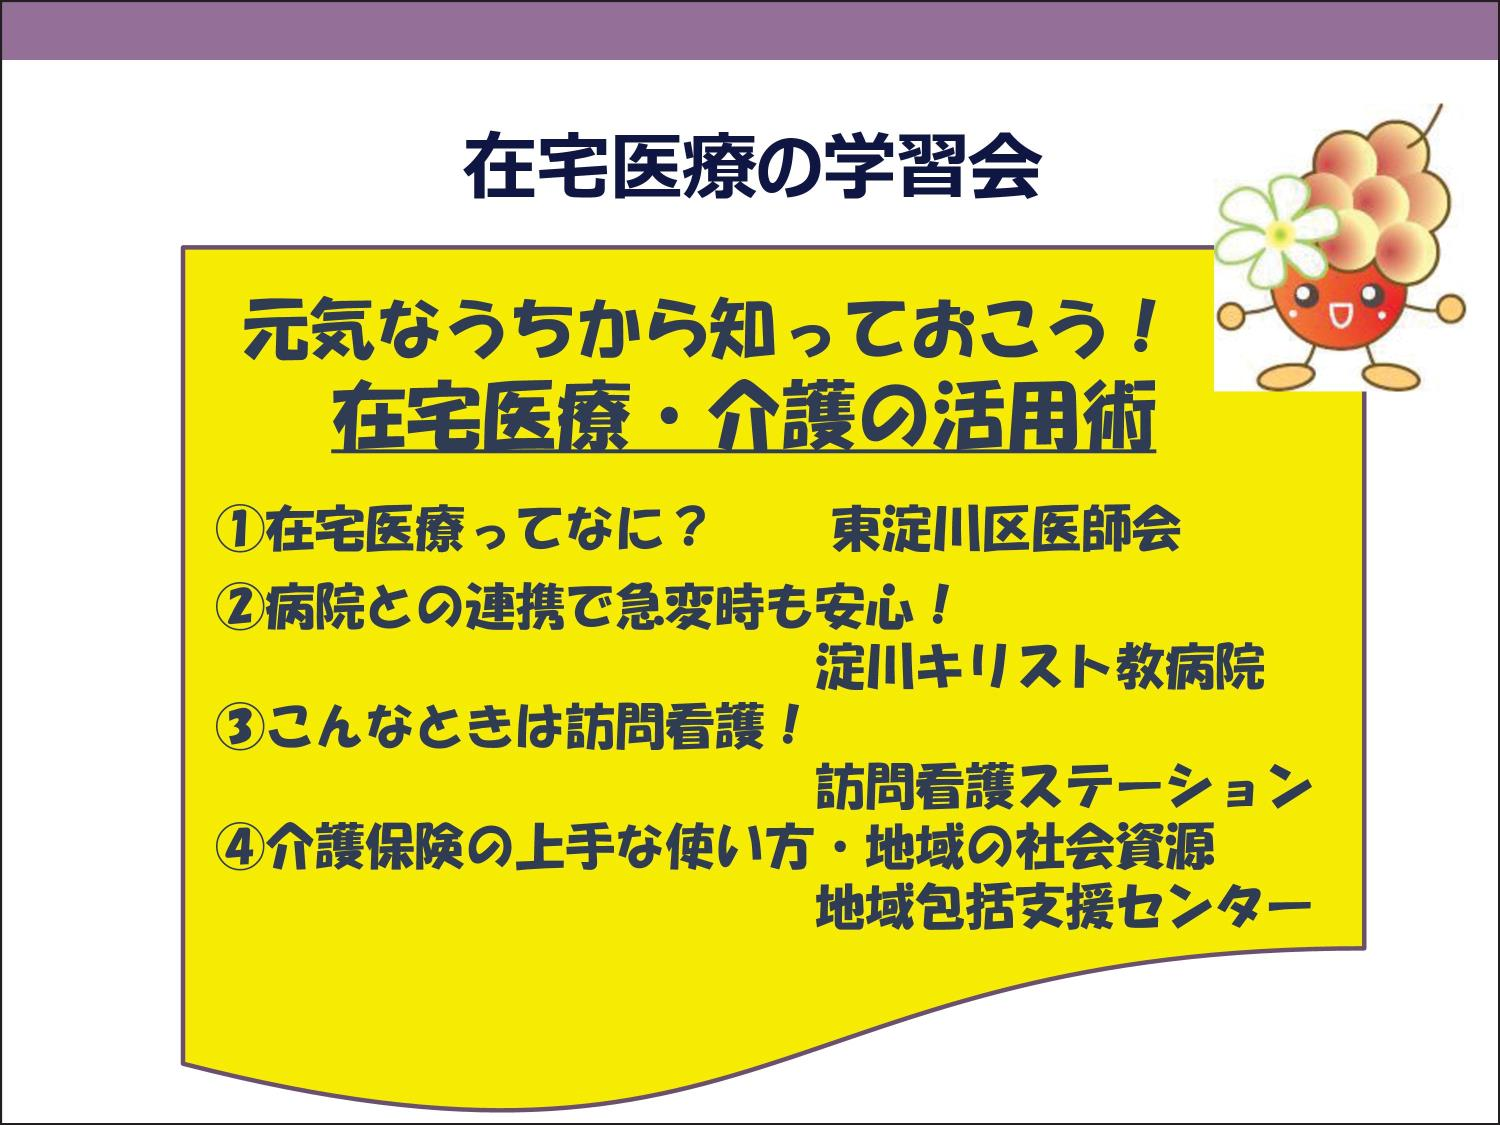 在宅医療の学習会
元気なうちから知っておこう！
在宅医療・介護の活用術
①在宅医療ってなに？　　東淀川区医師会
②病院との連携で急変時も安心！
淀川キリスト教病院
③こんなときは訪問看護！
訪問看護ステーション
④介護保険の上手な使い方・地域の社会資源
地域包括支援センター